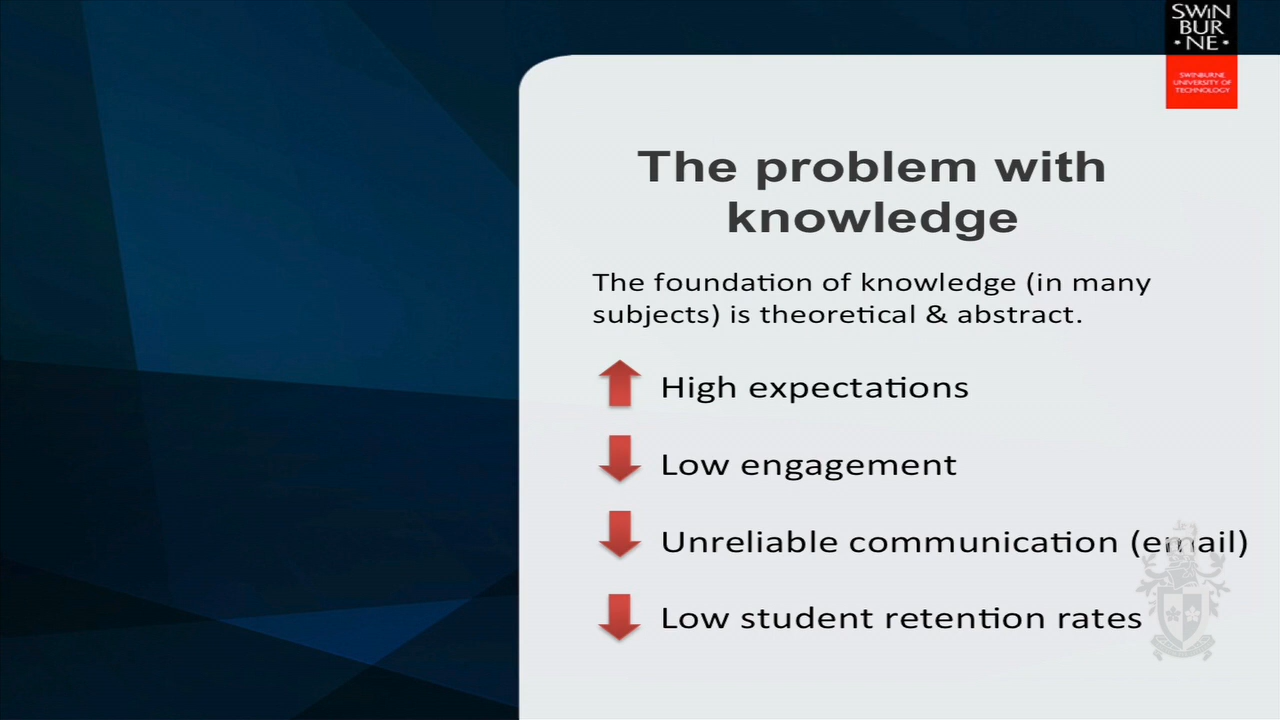 SWIN
BUR
• NE •
SWINBURNE
UNIVERSITY OF
TECHNOLOGY
The problem with
knowledge
The foundation of knowledge (in many
subjects) is theoretical & abstract.
High expectations
Low engagement
Unreliable communication (email)
Low student retention rates